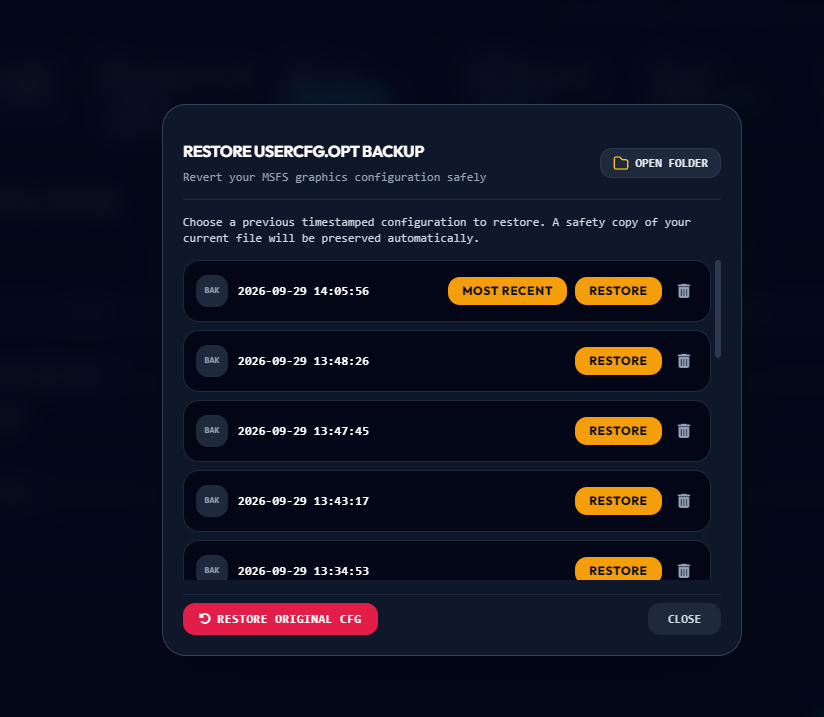 RESTORE USERCFG.OPT BACKUP
Revert your MSFS graphics configuration safely
OPEN FOLDER
Choose a previous timestamped configuration to restore. A safety copy of your
current file will be preserved automatically.
BAK 2026-09-29 14:05:56 MOST RECENT RESTORE
BAK 2026-09-29 13:48:26 RESTORE
BAK 2026-09-29 13:47:45 RESTORE
BAK 2026-09-29 13:43:17 RESTORE
BAK 2026-09-29 13:34:53 RESTORE
RESTORE ORIGINAL CFG
CLOSE